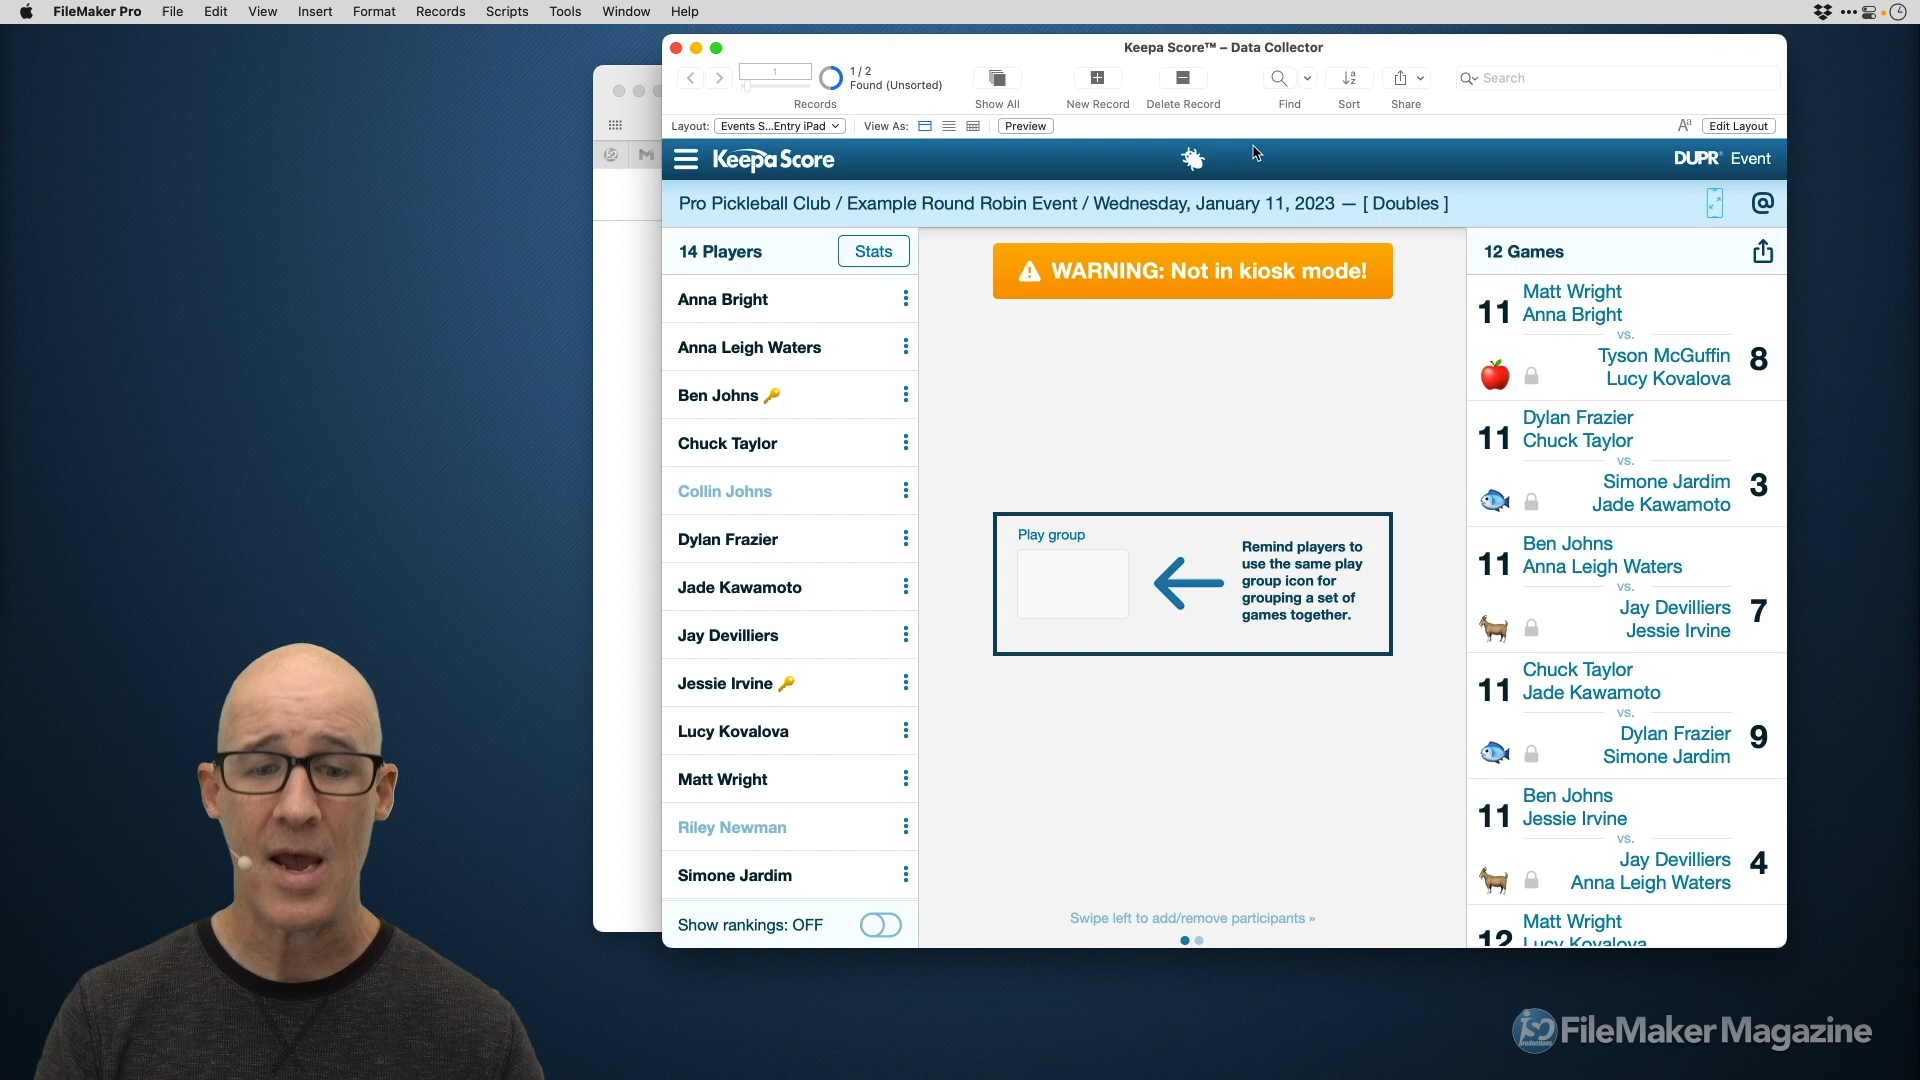 FileMaker Pro File Edit View Insert Format Records Scripts Tools Window Help
Keepa Score™ – Data Collector
1
1 / 2
Found (Unsorted)
Search
Records
Show All
New Record
Delete Record
Find
Sort
Share
Layout: Events S...Entry iPad
View As:
Preview
Aa
Edit Layout
Keepa Score
DUPR Event
Pro Pickleball Club / Example Round Robin Event / Wednesday, January 11, 2023 — [ Doubles ]
@
14 Players
Stats
Anna Bright
Anna Leigh Waters
Ben Johns
Chuck Taylor
Collin Johns
Dylan Frazier
Jade Kawamoto
Jay Devilliers
Jessie Irvine
Lucy Kovalova
Matt Wright
Riley Newman
Simone Jardim
Show rankings: OFF
WARNING: Not in kiosk mode!
Play group
Remind players to
use the same play
group icon for
grouping a set of
games together.
Swipe left to add/remove participants »
12 Games
11
Matt Wright
Anna Bright
vs.
Tyson McGuffin
Lucy Kovalova
8
11
Dylan Frazier
Chuck Taylor
vs.
Simone Jardim
Jade Kawamoto
3
11
Ben Johns
Anna Leigh Waters
vs.
Jay Devilliers
Jessie Irvine
7
11
Chuck Taylor
Jade Kawamoto
vs.
Dylan Frazier
Simone Jardim
9
11
Ben Johns
Jessie Irvine
vs.
Jay Devilliers
Anna Leigh Waters
4
12
Matt Wright
Lucy Kovalova
FileMaker Magazine